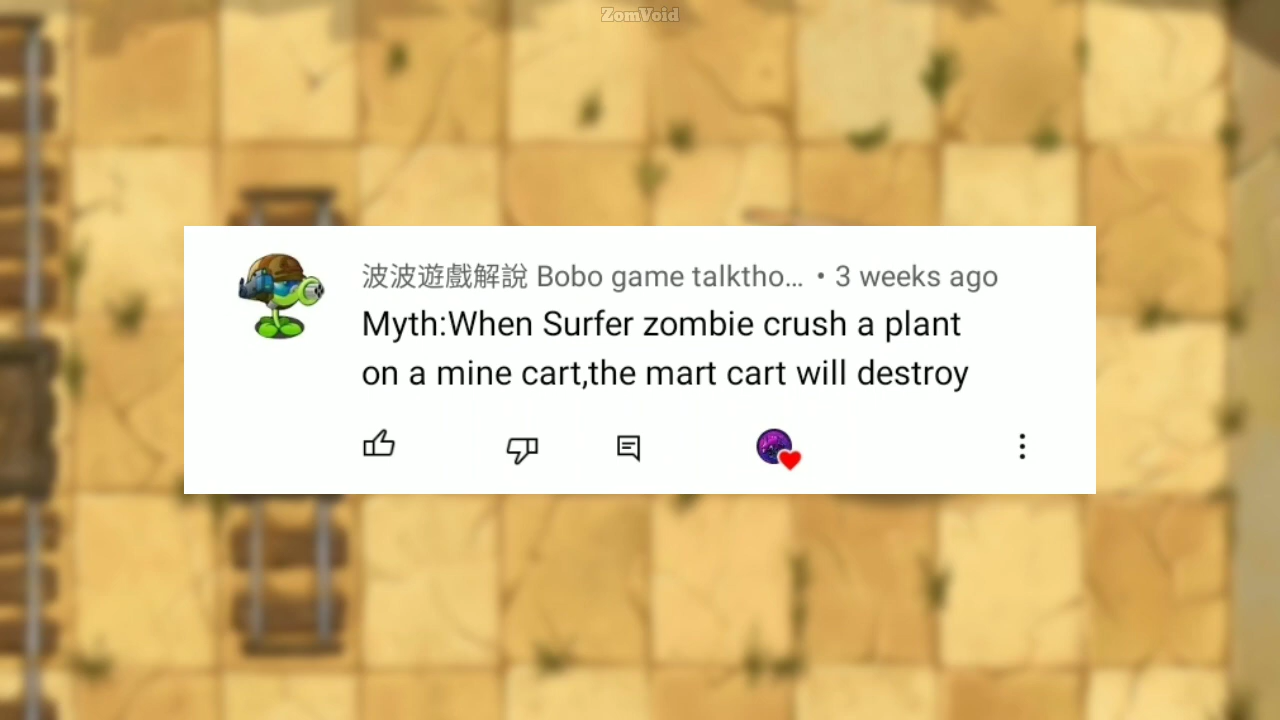 ZomVoid
波波遊戲解說 Bobo game talktho... • 3 weeks ago
Myth:When Surfer zombie crush a plant
on a mine cart,the mart cart will destroy